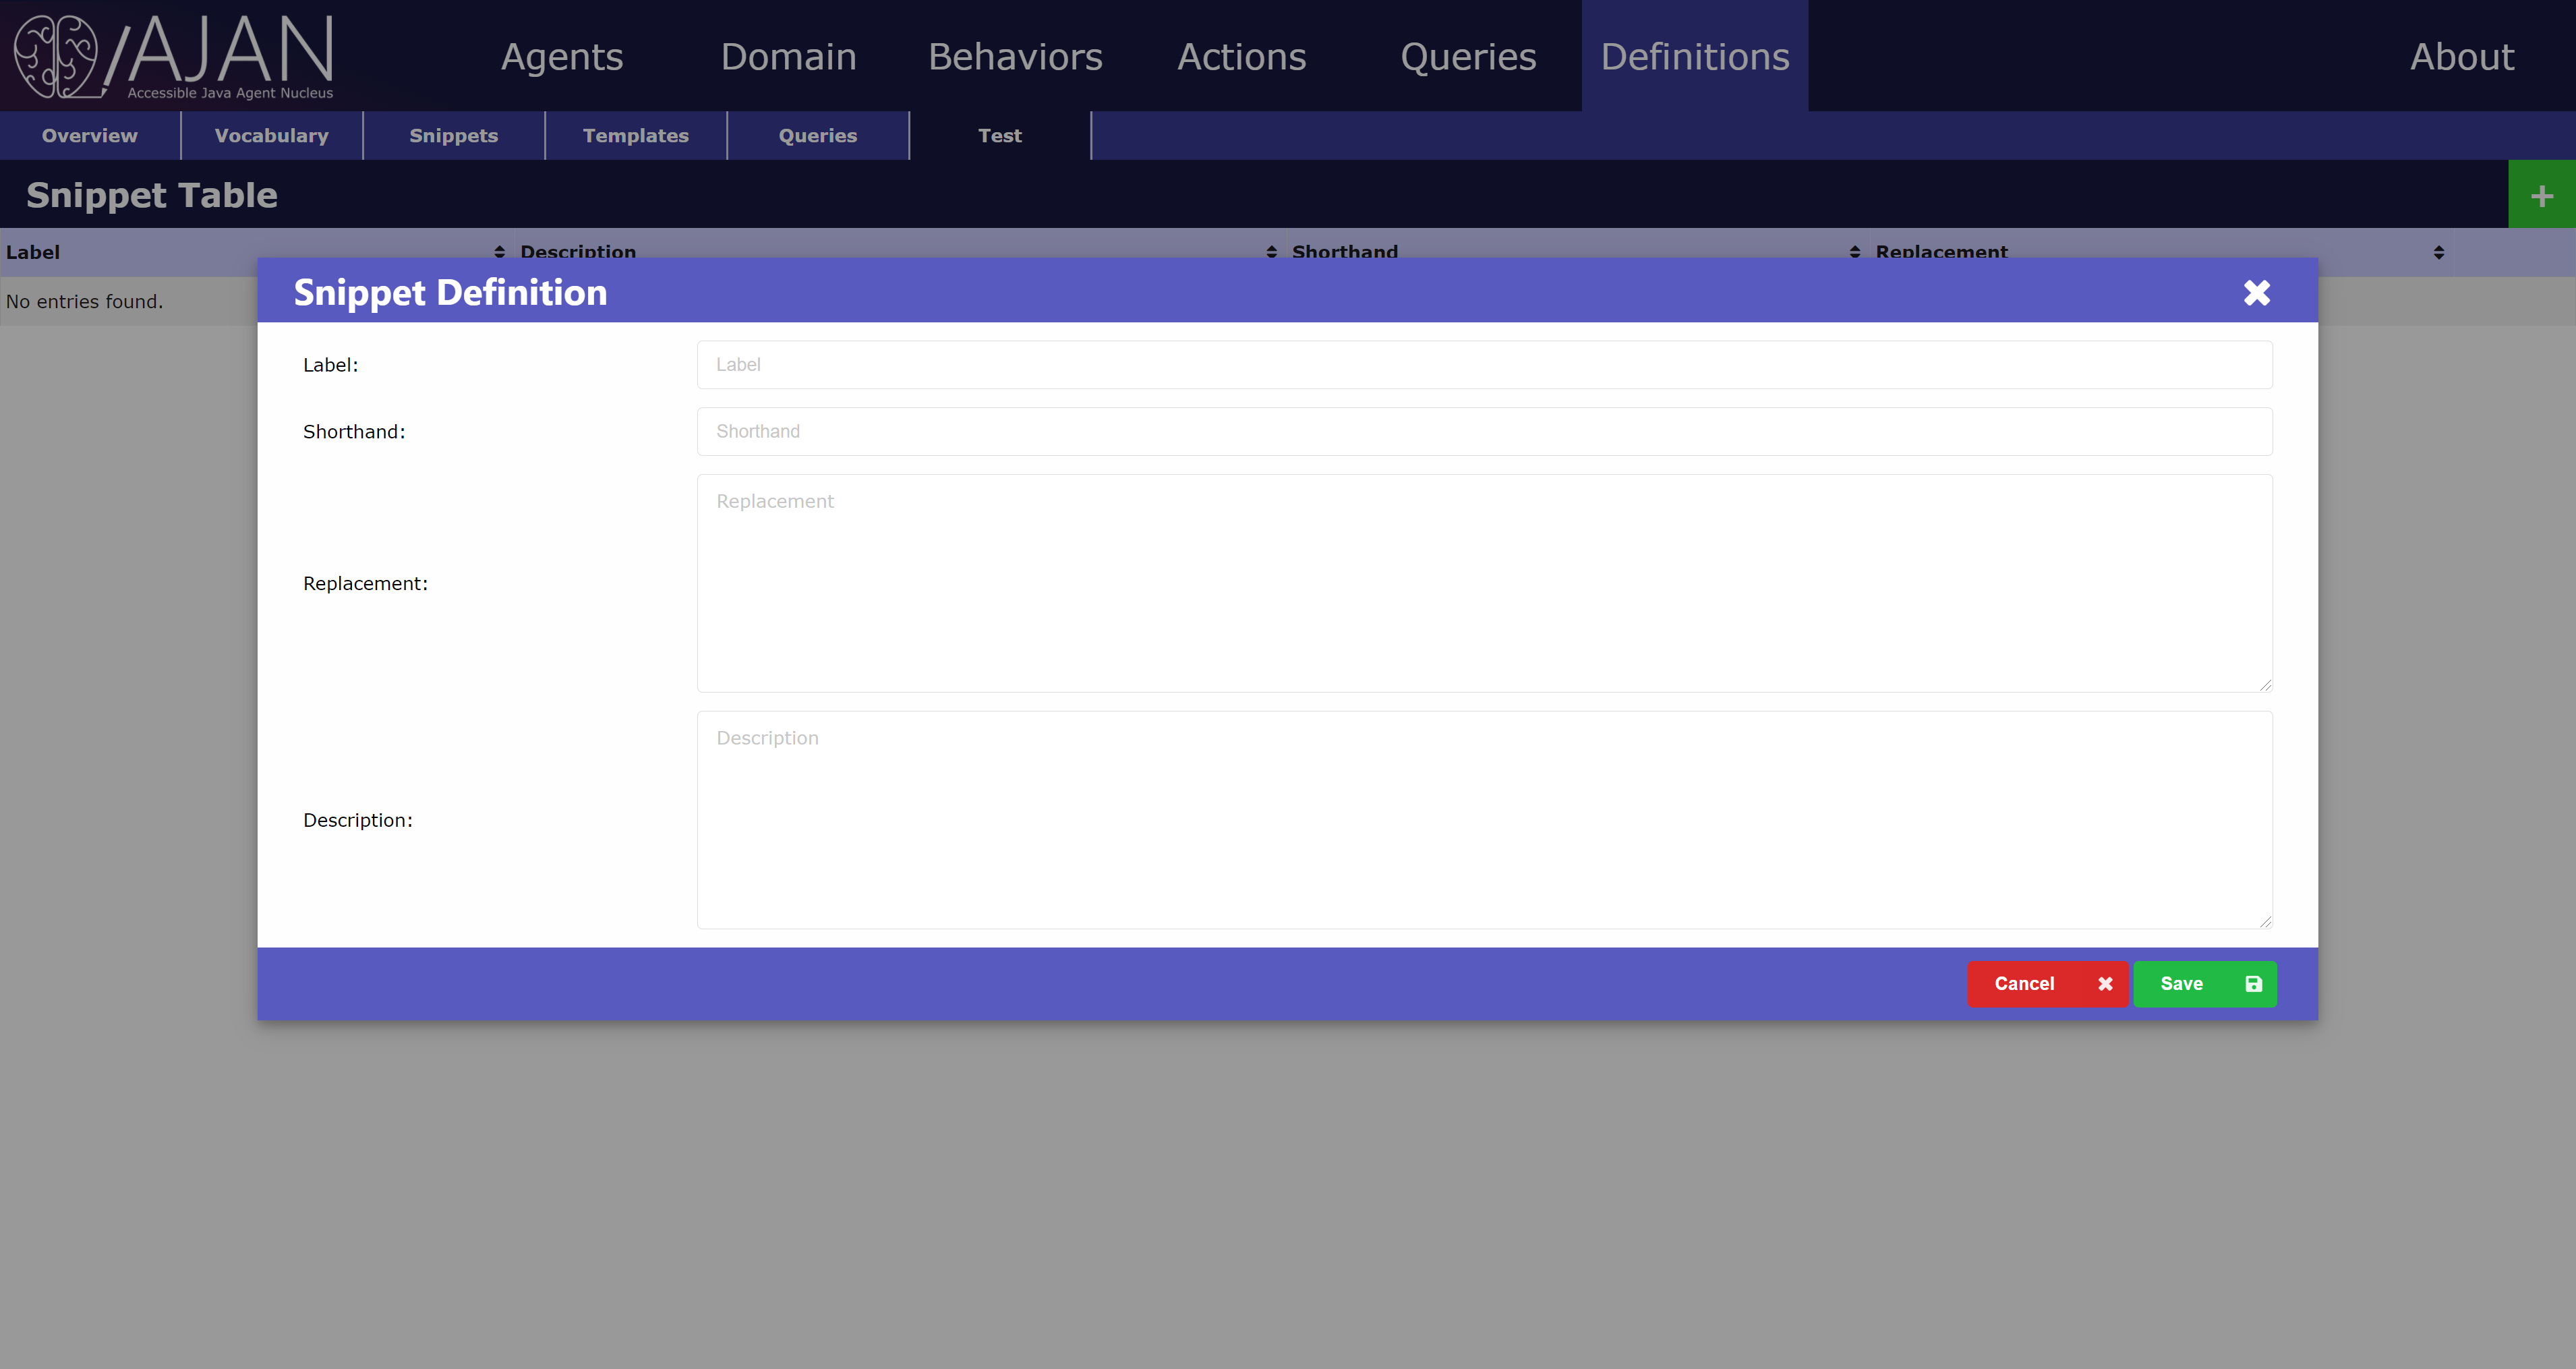 AJAN
Accessible Java Agent Nucleus
Agents Domain Behaviors Actions Queries Definitions About
Overview Vocabulary Snippets Templates Queries Test
Snippet Table +
Label Description Shorthand Replacement
No entries found.
Snippet Definition
Label: Label
Shorthand: Shorthand
Replacement: Replacement
Description: Description
Cancel Save